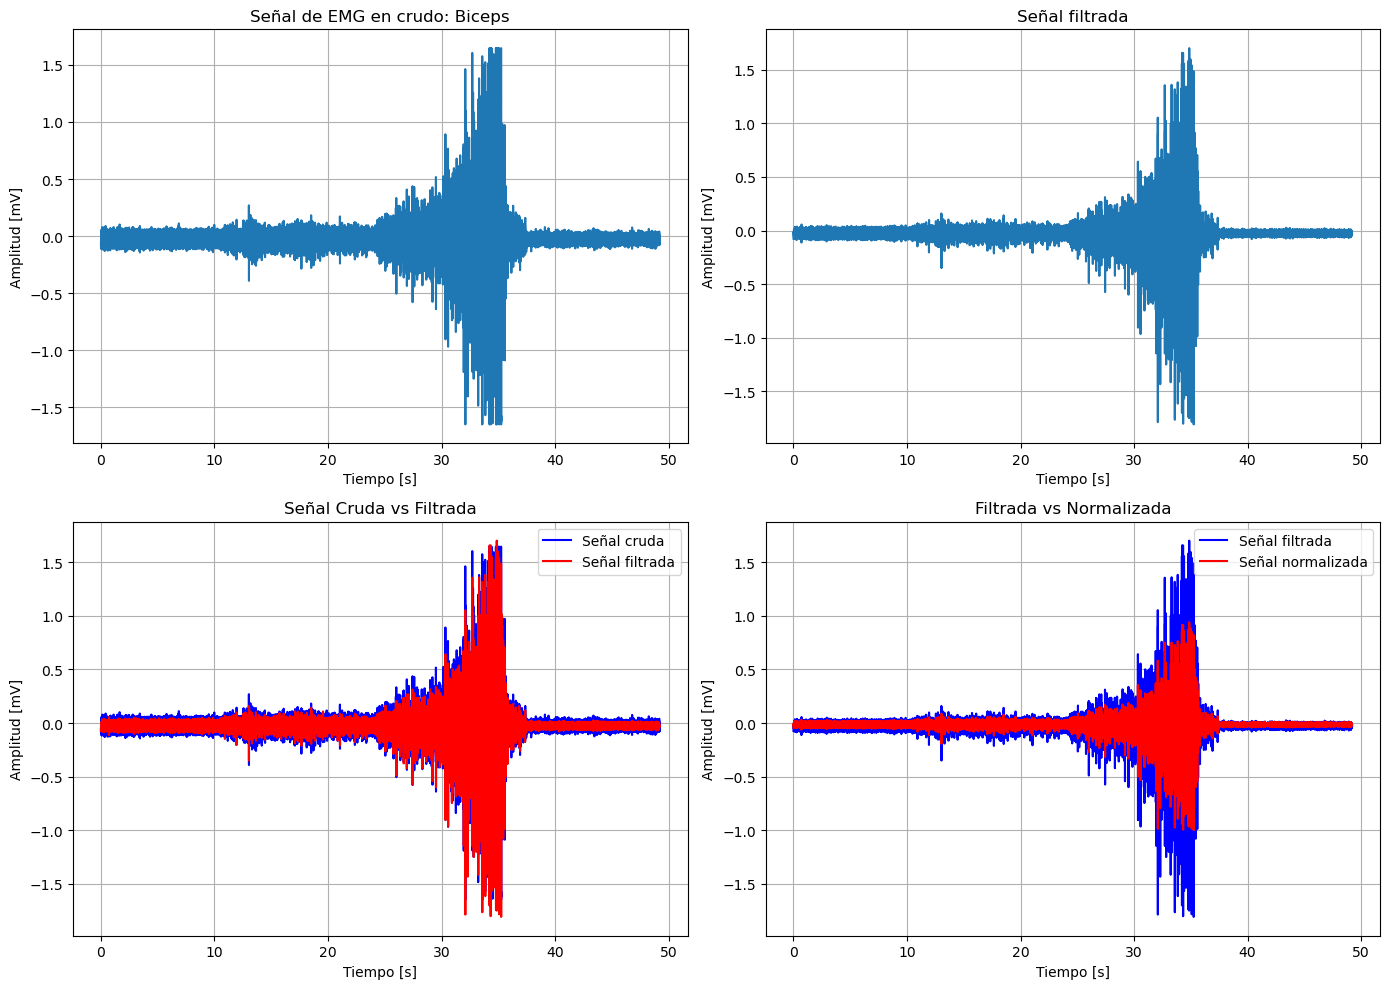 Señal de EMG en crudo: Biceps
1.5
1.0
0.5
0.0
−0.5
−1.0
−1.5
Amplitud [mV]
0 10 20 30 40 50
Tiempo [s]
Señal filtrada
1.5
1.0
0.5
0.0
−0.5
−1.0
−1.5
Amplitud [mV]
0 10 20 30 40 50
Tiempo [s]
Señal Cruda vs Filtrada
Señal cruda
Señal filtrada
1.5
1.0
0.5
0.0
−0.5
−1.0
−1.5
Amplitud [mV]
0 10 20 30 40 50
Tiempo [s]
Filtrada vs Normalizada
Señal filtrada
Señal normalizada
1.5
1.0
0.5
0.0
−0.5
−1.0
−1.5
Amplitud [mV]
0 10 20 30 40 50
Tiempo [s]